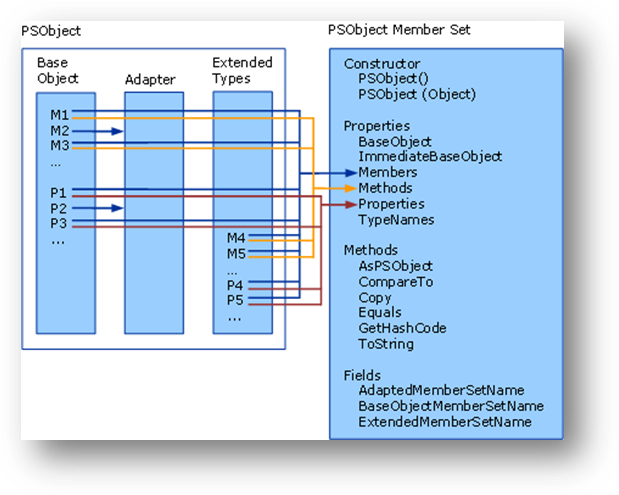 PSObject
Base
Object
Adapter
Extended
Types
M1
M2
M3
...
P1
P2
P3
...
M4
M5
...
P4
P5
...
PSObject Member Set
Constructor
PSObject()
PSObject (Object)
Properties
BaseObject
ImmediateBaseObject
Members
Methods
Properties
TypeNames
Methods
AsPSObject
CompareTo
Copy
Equals
GetHashCode
ToString
Fields
AdaptedMemberSetName
BaseObjectMemberSetName
ExtendedMemberSetName